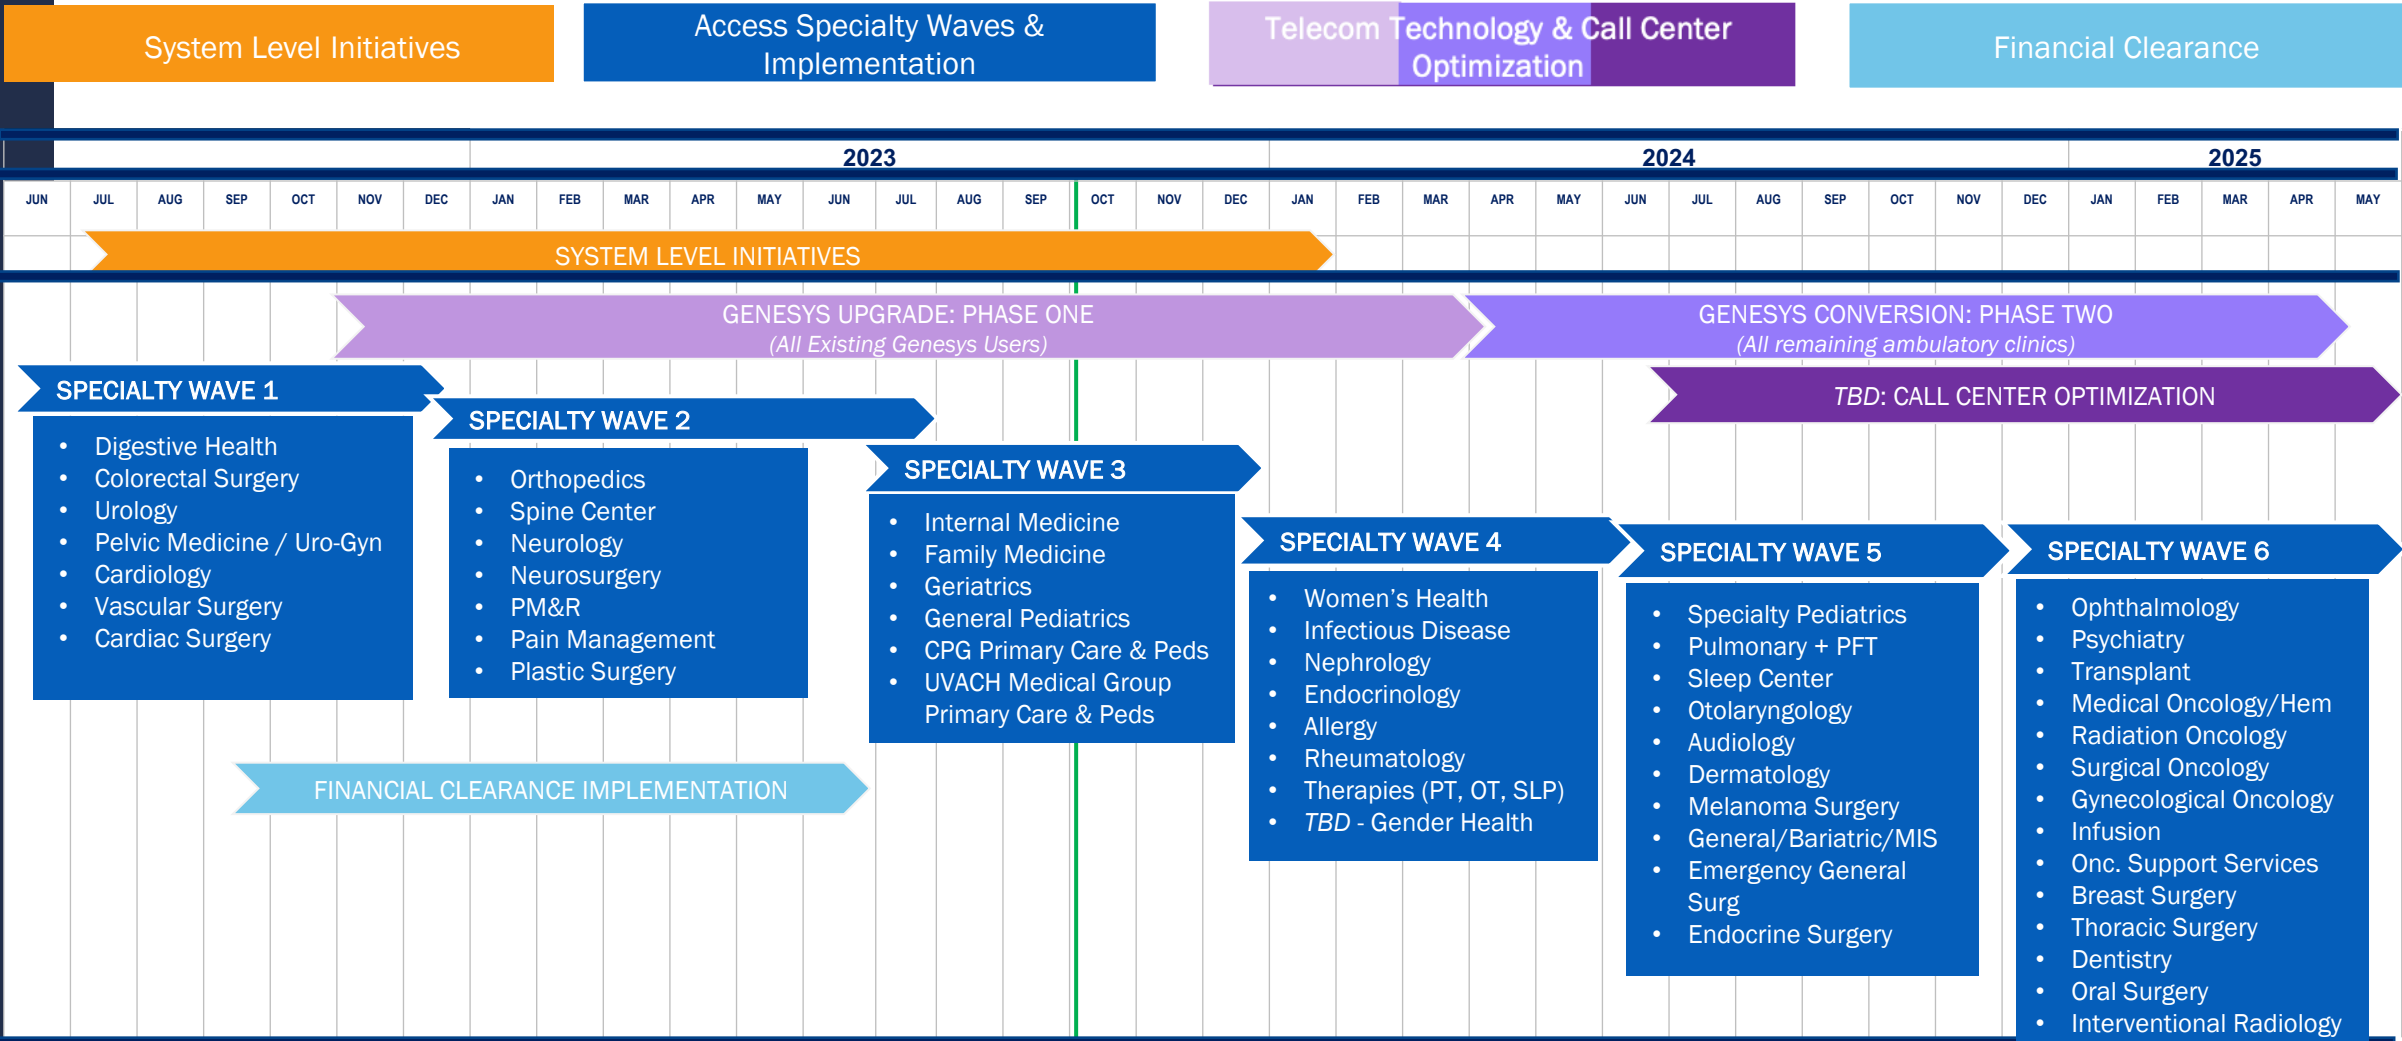 System Level Initiatives
Access Specialty Waves &
Implementation
Telecom Technology & Call Center
Optimization
Financial Clearance
2023
2024
2025
JUN JUL AUG SEP OCT NOV DEC JAN FEB MAR APR MAY JUN JUL AUG SEP OCT NOV DEC JAN FEB MAR APR MAY JUN JUL AUG SEP OCT NOV DEC JAN FEB MAR APR MAY
SYSTEM LEVEL INITIATIVES
GENESYS UPGRADE: PHASE ONE
(All Existing Genesys Users)
GENESYS CONVERSION: PHASE TWO
(All remaining ambulatory clinics)
TBD: CALL CENTER OPTIMIZATION
SPECIALTY WAVE 1
• Digestive Health
• Colorectal Surgery
• Urology
• Pelvic Medicine / Uro-Gyn
• Cardiology
• Vascular Surgery
• Cardiac Surgery
SPECIALTY WAVE 2
• Orthopedics
• Spine Center
• Neurology
• Neurosurgery
• PM&R
• Pain Management
• Plastic Surgery
SPECIALTY WAVE 3
• Internal Medicine
• Family Medicine
• Geriatrics
• General Pediatrics
• CPG Primary Care & Peds
• UVACH Medical Group
Primary Care & Peds
SPECIALTY WAVE 4
• Women's Health
• Infectious Disease
• Nephrology
• Endocrinology
• Allergy
• Rheumatology
• Therapies (PT, OT, SLP)
• TBD - Gender Health
SPECIALTY WAVE 5
• Specialty Pediatrics
• Pulmonary + PFT
• Sleep Center
• Otolaryngology
• Audiology
• Dermatology
• Melanoma Surgery
• General/Bariatric/MIS
• Emergency General
Surg
• Endocrine Surgery
SPECIALTY WAVE 6
• Ophthalmology
• Psychiatry
• Transplant
• Medical Oncology/Hem
• Radiation Oncology
• Surgical Oncology
• Gynecological Oncology
• Infusion
• Onc. Support Services
• Breast Surgery
• Thoracic Surgery
• Dentistry
• Oral Surgery
• Interventional Radiology
FINANCIAL CLEARANCE IMPLEMENTATION